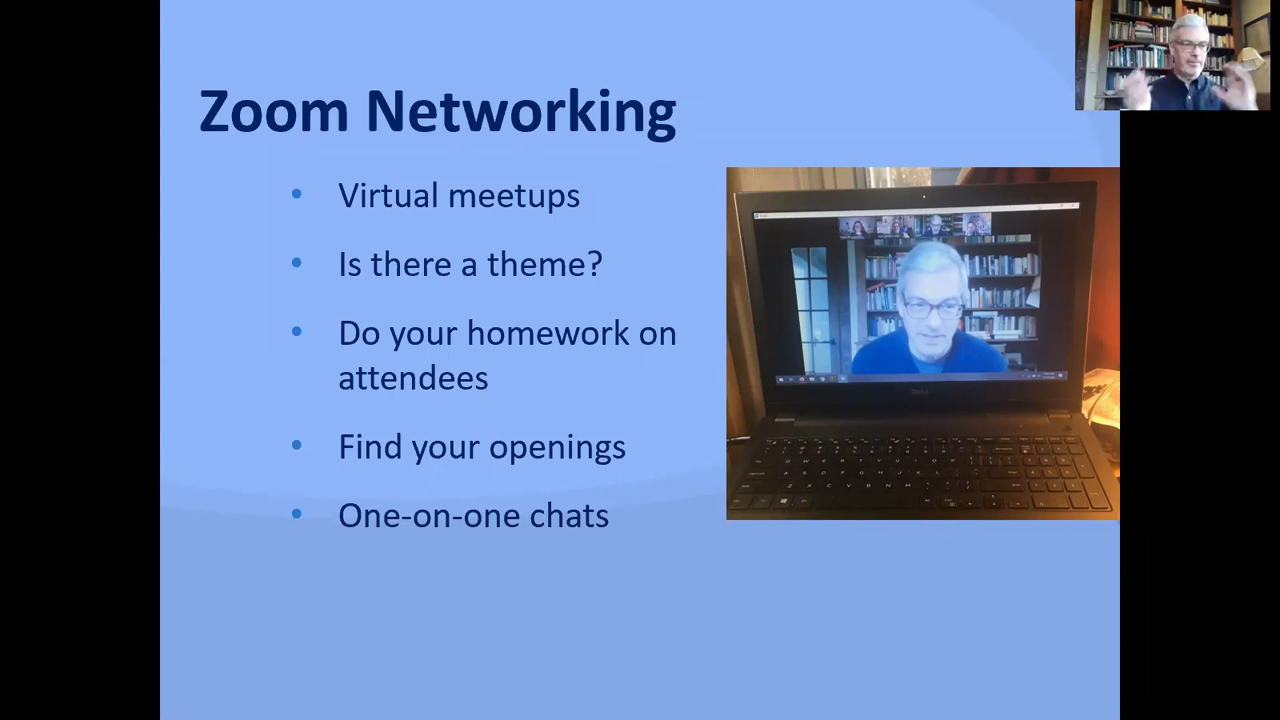 Zoom Networking
• Virtual meetups
• Is there a theme?
• Do your homework on
attendees
• Find your openings
• One-on-one chats